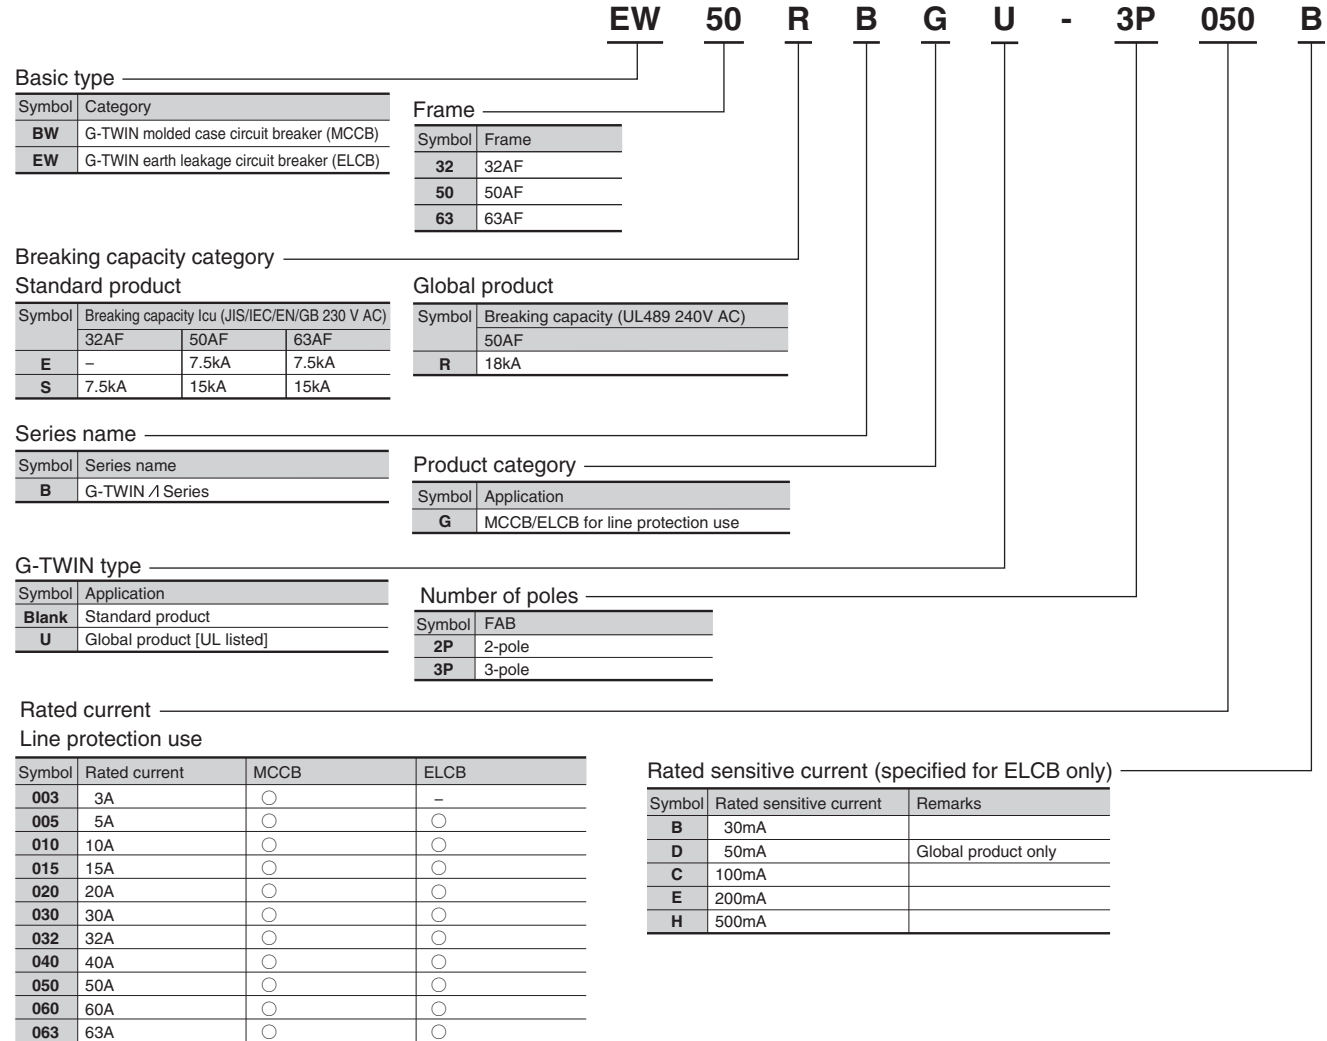 EW 50 R B G U - 3P 050 B
Basic type
Symbol Category
BW G-TWIN molded case circuit breaker (MCCB)
EW G-TWIN earth leakage circuit breaker (ELCB)
Frame
Symbol Frame
32 32AF
50 50AF
63 63AF
Breaking capacity category
Standard product
Symbol Breaking capacity Icu (JIS/IEC/EN/GB 230 V AC)
32AF 50AF 63AF
E – 7.5kA 7.5kA
S 7.5kA 15kA 15kA
Global product
Symbol Breaking capacity (UL489 240V AC)
50AF
R 18kA
Series name
Symbol Series name
B G-TWIN Λ Series
Product category
Symbol Application
G MCCB/ELCB for line protection use
G-TWIN type
Symbol Application
Blank Standard product
U Global product [UL listed]
Number of poles
Symbol FAB
2P 2-pole
3P 3-pole
Rated current
Line protection use
Symbol Rated current MCCB ELCB
003 3A ○ –
005 5A ○ ○
010 10A ○ ○
015 15A ○ ○
020 20A ○ ○
030 30A ○ ○
032 32A ○ ○
040 40A ○ ○
050 50A ○ ○
060 60A ○ ○
063 63A ○ ○
Rated sensitive current (specified for ELCB only)
Symbol Rated sensitive current Remarks
B 30mA
D 50mA Global product only
C 100mA
E 200mA
H 500mA